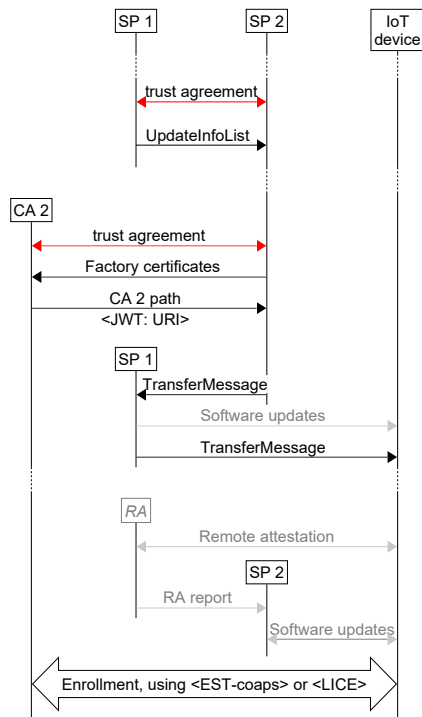 SP 1
SP 2
IoT
device
trust agreement
UpdateInfoList
CA 2
trust agreement
Factory certificates
CA 2 path
<JWT: URI>
SP 1
TransferMessage
Software updates
TransferMessage
RA
Remote attestation
SP 2
RA report
Software updates
Enrollment, using <EST-coaps> or <LICE>